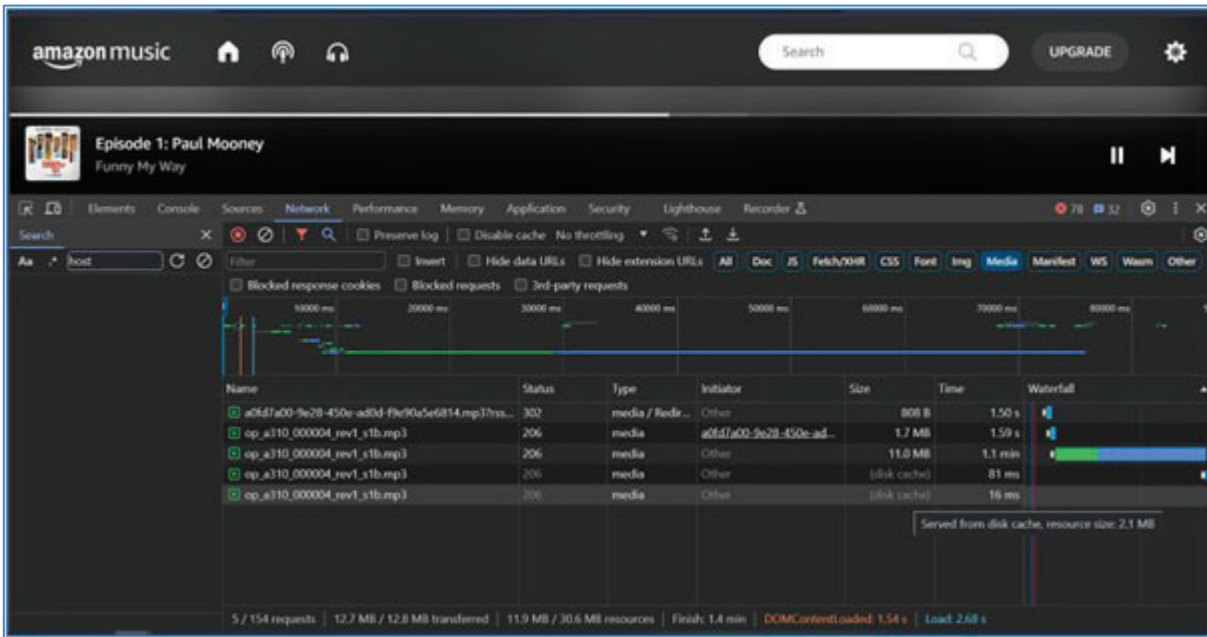 amazon music Search UPGRADE
Episode 1: Paul Mooney
Funny My Way
Elements Console Sources Network Performance Memory Application Security Lighthouse Recorder 78 32
Search Preserve log Disable cache No throttling
Aa .* host Filter Invert Hide data URLs Hide extension URLs All Doc JS Fetch/XHR CSS Font Img Media Manifest WS Wasm Other
Blocked response cookies Blocked requests 3rd-party requests
10000 ms 20000 ms 30000 ms 40000 ms 50000 ms 60000 ms 70000 ms 80000 ms
Name Status Type Initiator Size Time Waterfall
a0fd7a00-9e28-450e-ad0d-f9e90a5e6814.mp3?rss... 302 media / Redir... Other 808 B 1.50 s
op_a310_000004_rev1_s1b.mp3 206 media a0fd7a00-9e28-450e-ad... 1.7 MB 1.59 s
op_a310_000004_rev1_s1b.mp3 206 media Other 11.0 MB 1.1 min
op_a310_000004_rev1_s1b.mp3 206 media Other (disk cache) 81 ms
op_a310_000004_rev1_s1b.mp3 206 media Other (disk cache) 16 ms
Served from disk cache, resource size: 2.1 MB
5 / 154 requests 12.7 MB / 12.8 MB transferred 11.9 MB / 30.6 MB resources Finish: 1.4 min DOMContentLoaded: 1.54 s Load: 2.68 s